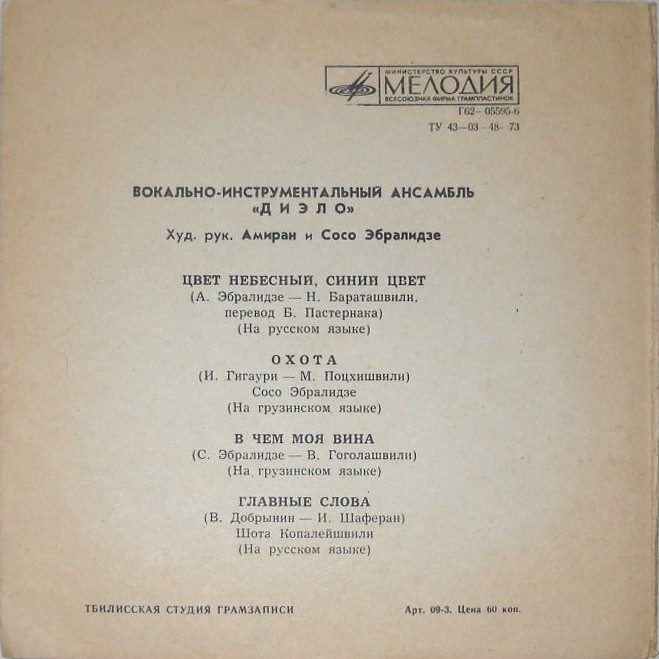 МИНИСТЕРСТВО КУЛЬТУРЫ СССР
МЕЛОДИЯ
ВСЕСОЮЗНАЯ ФИРМА ГРАМПЛАСТИНОК
Г62—05595-6
ТУ 43—03—48—73
ВОКАЛЬНО-ИНСТРУМЕНТАЛЬНЫЙ АНСАМБЛЬ
«ДИЭЛО»
Худ. рук. Амиран и Сосо Эбралидзе
ЦВЕТ НЕБЕСНЫЙ, СИНИЙ ЦВЕТ
(А. Эбралидзе — Н. Бараташвили,
перевод Б. Пастернака)
(На русском языке)
ОХОТА
(И. Гигаури — М. Поцхишвили)
Сосо Эбралидзе
(На грузинском языке)
В ЧЕМ МОЯ ВИНА
(С. Эбралидзе — В. Гоголашвили)
(На грузинском языке)
ГЛАВНЫЕ СЛОВА
(В. Добрынин — И. Шаферан)
Шота Копалейшвили
(На русском языке)
ТБИЛИССКАЯ СТУДИЯ ГРАМЗАПИСИ
Арт. 09-3. Цена 60 коп.